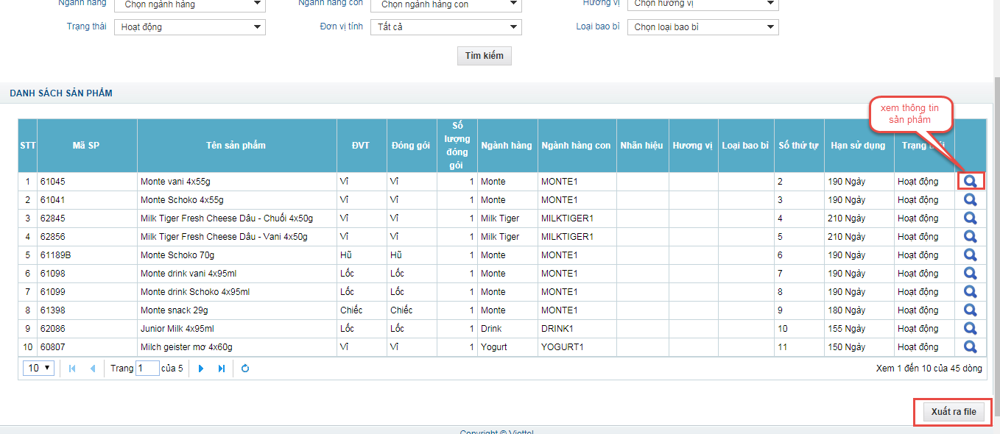 Ngành hàng Chọn ngành hàng Ngành hàng con Chọn ngành hàng con Hương vị Chọn hương vị
Trạng thái Hoạt động Đơn vị tính Tất cả Loại bao bì Chọn loại bao bì
Tìm kiếm
DANH SÁCH SẢN PHẨM
xem thông tin
sản phẩm
STT Mã SP Tên sản phẩm ĐVT Đóng gói Số lượng đóng gói Ngành hàng Ngành hàng con Nhãn hiệu Hương vị Loại bao bì Số thứ tự Hạn sử dụng Trạng thái
1 61045 Monte vani 4x55g Vĩ Vĩ 1 Monte MONTE1 2 190 Ngày Hoạt động
2 61041 Monte Schoko 4x55g Vĩ Vĩ 1 Monte MONTE1 3 190 Ngày Hoạt động
3 62845 Milk Tiger Fresh Cheese Dâu - Chuối 4x50g Vĩ Vĩ 1 Milk Tiger MILKTIGER1 4 210 Ngày Hoạt động
4 62856 Milk Tiger Fresh Cheese Dâu - Vani 4x50g Vĩ Vĩ 1 Milk Tiger MILKTIGER1 5 210 Ngày Hoạt động
5 61189B Monte Schoko 70g Hũ Hũ 1 Monte MONTE1 6 190 Ngày Hoạt động
6 61098 Monte drink vani 4x95ml Lốc Lốc 1 Monte MONTE1 7 190 Ngày Hoạt động
7 61099 Monte drink Schoko 4x95ml Lốc Lốc 1 Monte MONTE1 8 190 Ngày Hoạt động
8 61398 Monte snack 29g Chiếc Chiếc 1 Monte MONTE1 9 180 Ngày Hoạt động
9 62086 Junior Milk 4x95ml Lốc Lốc 1 Drink DRINK1 10 155 Ngày Hoạt động
10 60807 Milch geister mơ 4x60g Vĩ Vĩ 1 Yogurt YOGURT1 11 150 Ngày Hoạt động
10 Trang 1 của 5 Xem 1 đến 10 của 45 dòng
Xuất ra file
Copyright © Viettel